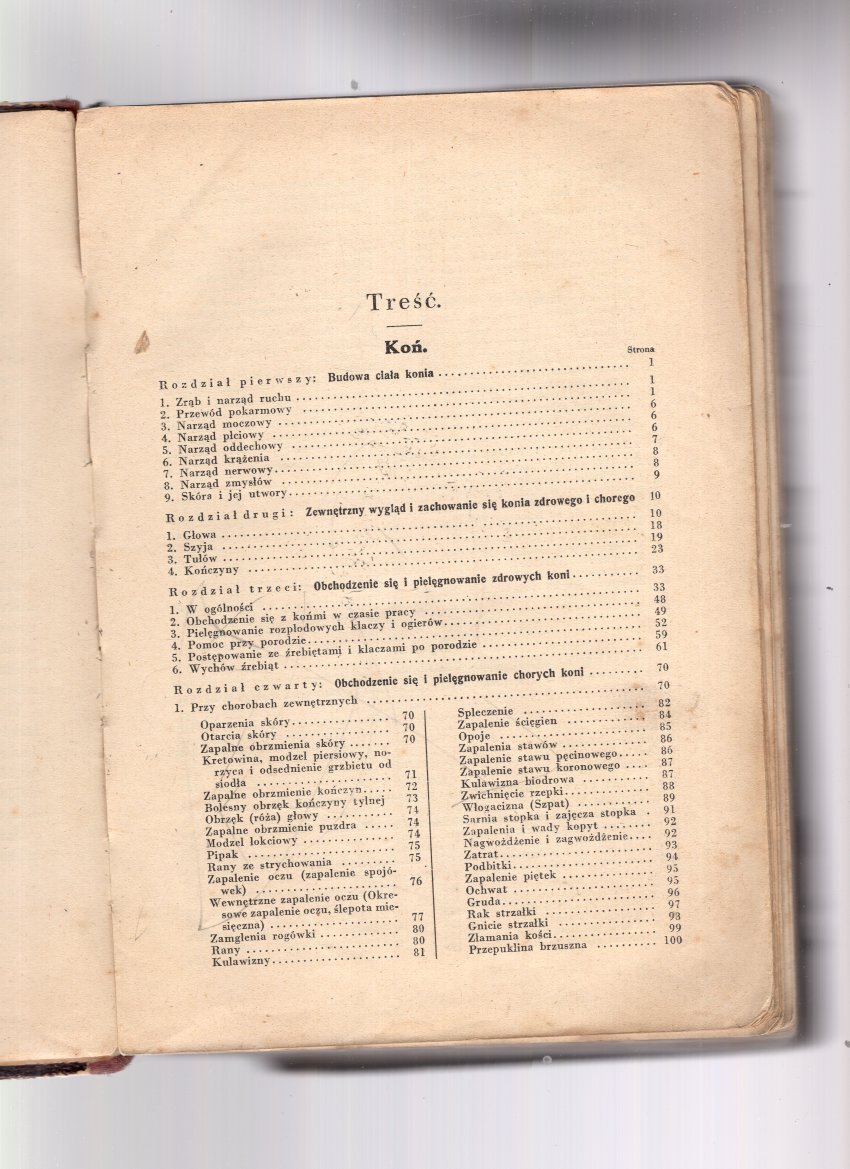 Treść.
Koń.
Strona
Rozdział pierwszy: Budowa ciała konia 1
1. Zrąb i narząd ruchu 1
2. Przewód pokarmowy 1
3. Narząd moczowy 6
4. Narząd płciowy 6
5. Narząd oddechowy 6
6. Narząd krążenia 7
7. Narząd nerwowy 8
8. Narząd zmysłów 8
9. Skóra i jej utwory 9
Rozdział drugi: Zewnętrzny wygląd i zachowanie się konia zdrowego i chorego 10
1. Głowa 10
2. Szyja 18
3. Tułów 19
4. Kończyny 23
Rozdział trzeci: Obchodzenie się i pielęgnowanie zdrowych koni 33
1. W ogólności 33
2. Obchodzenie się z końmi w czasie pracy 48
3. Pielęgnowanie rozpłodowych klaczy i ogierów 49
4. Pomoc przy porodzie 52
5. Postępowanie ze źrebiętami i klaczami po porodzie 59
6. Wychów źrebiąt 61
Rozdział czwarty: Obchodzenie się i pielęgnowanie chorych koni 70
1. Przy chorobach zewnętrznych 70
Oparzenia skóry 70
Otarcia skóry 70
Zapalne obrzmienia skóry 70
Kretowina, modzel piersiowy, no-
rzyca i odsednienie grzbietu od
siodła 71
Zapalne obrzmienie kończyn 72
Bolesny obrzęk kończyny tylnej 73
Obrzęk (róża) głowy 74
Zapalne obrzmienie puzdra 74
Modzel łokciowy 74
Pipak 75
Rany ze strychowania 75
Zapalenie oczu (zapalenie spojó-
wek) 76
Wewnętrzne zapalenie oczu (Okre-
sowe zapalenie oczu, ślepota mie-
sięczna) 77
Zamglenia rogówki 80
Rany 80
Kulawizny 81
Spleczenie 82
Zapalenie ścięgien 84
Opoje 85
Zapalenia stawów 86
Zapalenie stawu pęcinowego 86
Zapalenie stawu koronowego 87
Kulawizna biodrowa 87
Zwichnięcie rzepki 88
Włogacizna (Szpat) 89
Sarnia stopka i zajęcza stopka 91
Zapalenia i wady kopyt 92
Nagwożdżenie i zagwożdżenie 92
Zatrat 93
Podbitki 94
Zapalenie piętek 95
Ochwat 95
Gruda 96
Rak strzałki 97
Gnicie strzałki 98
Złamania kości 99
Przepuklina brzuszna 100